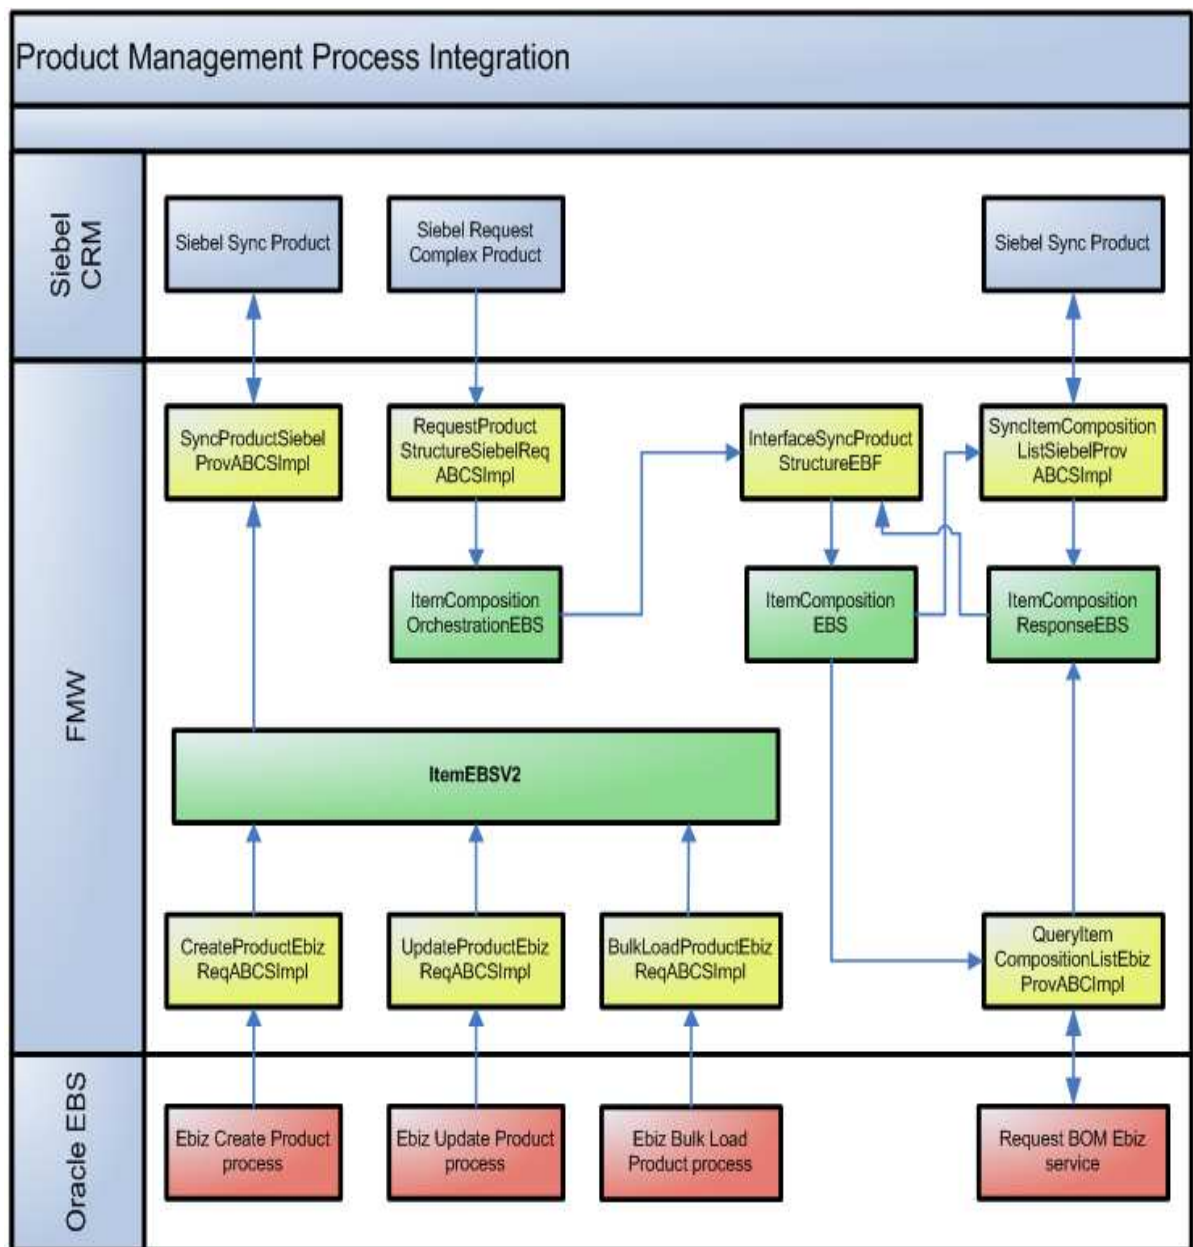 Product Management Process Integration
Siebel
CRM
Siebel Sync Product
Siebel Request
Complex Product
Siebel Sync Product
FMW
SyncProductSiebel
ProvABCSImpl
RequestProduct
StructureSiebelReq
ABCSImpl
InterfaceSyncProduct
StructureEBF
SyncItemComposition
ListSiebelProv
ABCSImpl
ItemComposition
OrchestrationEBS
ItemComposition
EBS
ItemComposition
ResponseEBS
ItemEBSV2
CreateProductEbiz
ReqABCSImpl
UpdateProductEbiz
ReqABCSImpl
BulkLoadProductEbiz
ReqABCSImpl
QueryItem
CompositionListEbiz
ProvABCImpl
Oracle EBS
Ebiz Create Product
process
Ebiz Update Product
process
Ebiz Bulk Load
Product process
Request BOM Ebiz
service